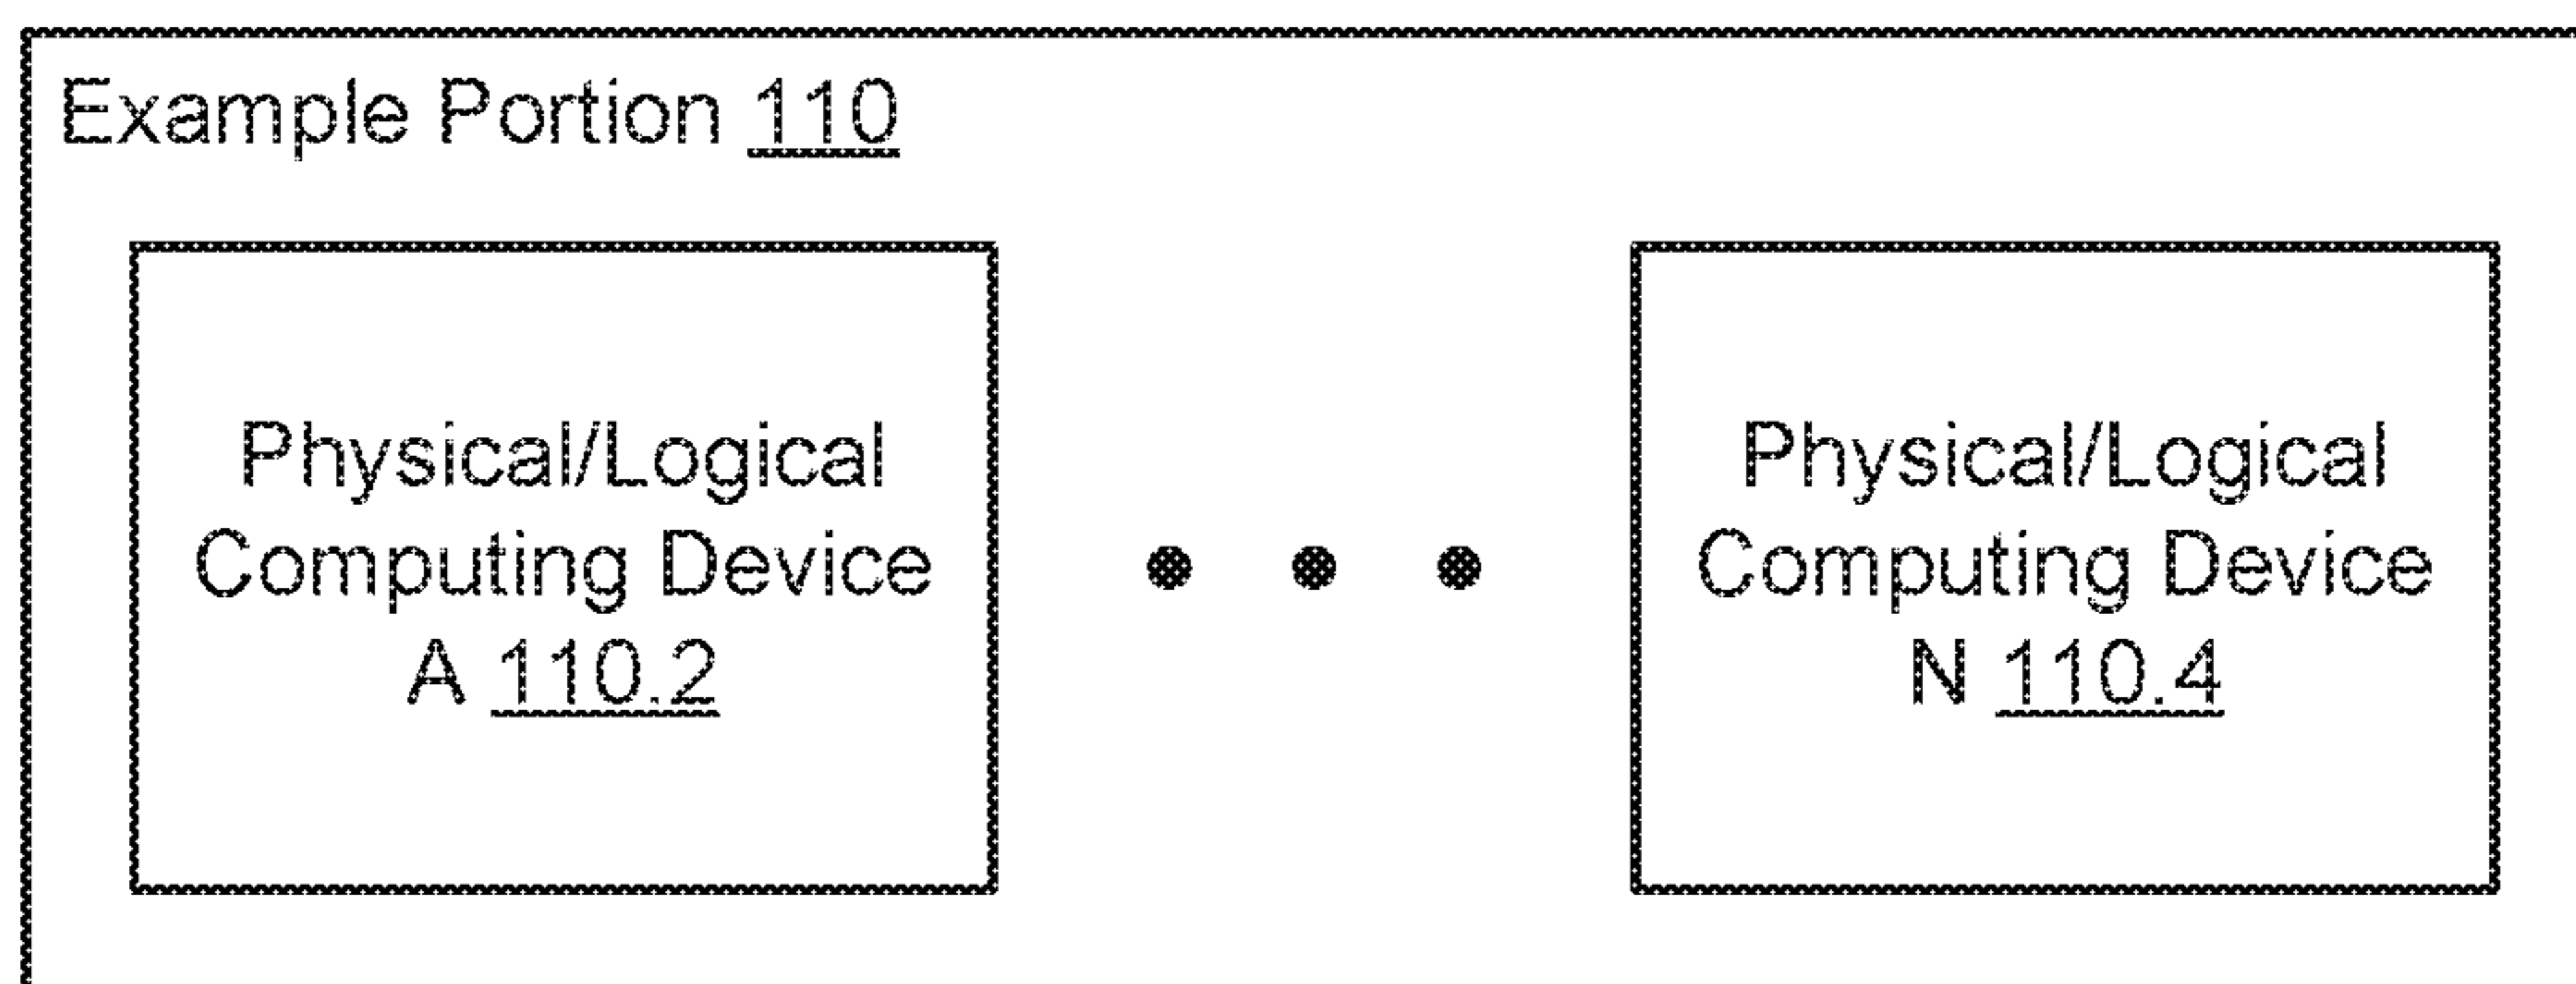 Example Portion 110
Physical/Logical
Computing Device
A 110.2
Physical/Logical
Computing Device
N 110.4